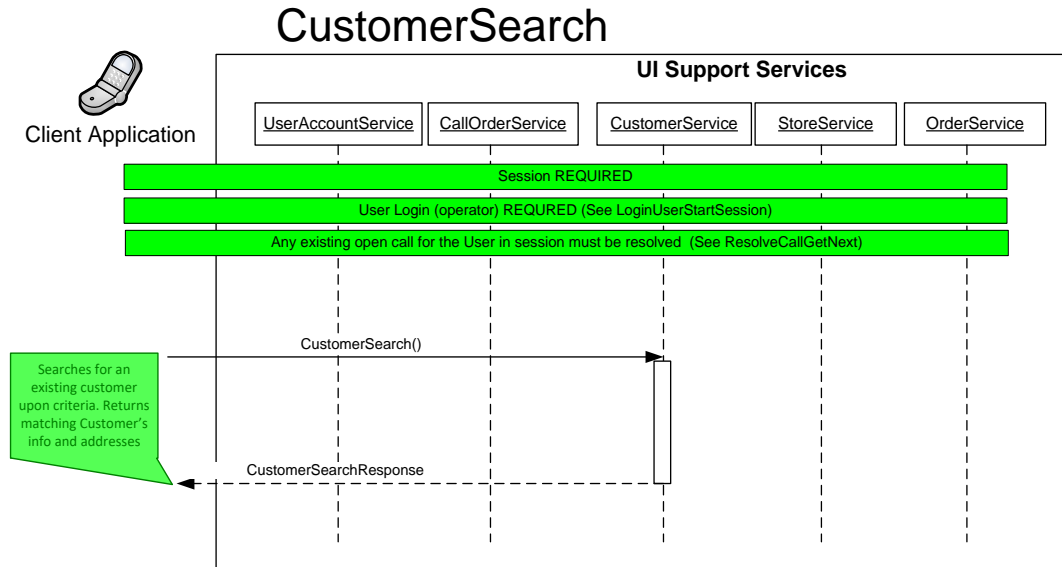 CustomerSearch
UI Support Services
Client Application
UserAccountService
CallOrderService
CustomerService
StoreService
OrderService
Session REQUIRED
User Login (operator) REQURED (See LoginUserStartSession)
Any existing open call for the User in session must be resolved  (See ResolveCallGetNext)
CustomerSearch()
Searches for an
existing customer
upon criteria. Returns
matching Customer’s
info and addresses
CustomerSearchResponse